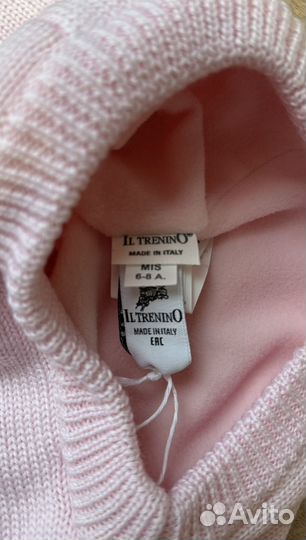 IL TRENINO®
MADE IN ITALY
MIS
6-8 A.
IL TRENINO
MADE IN ITALY
EAC
Avito